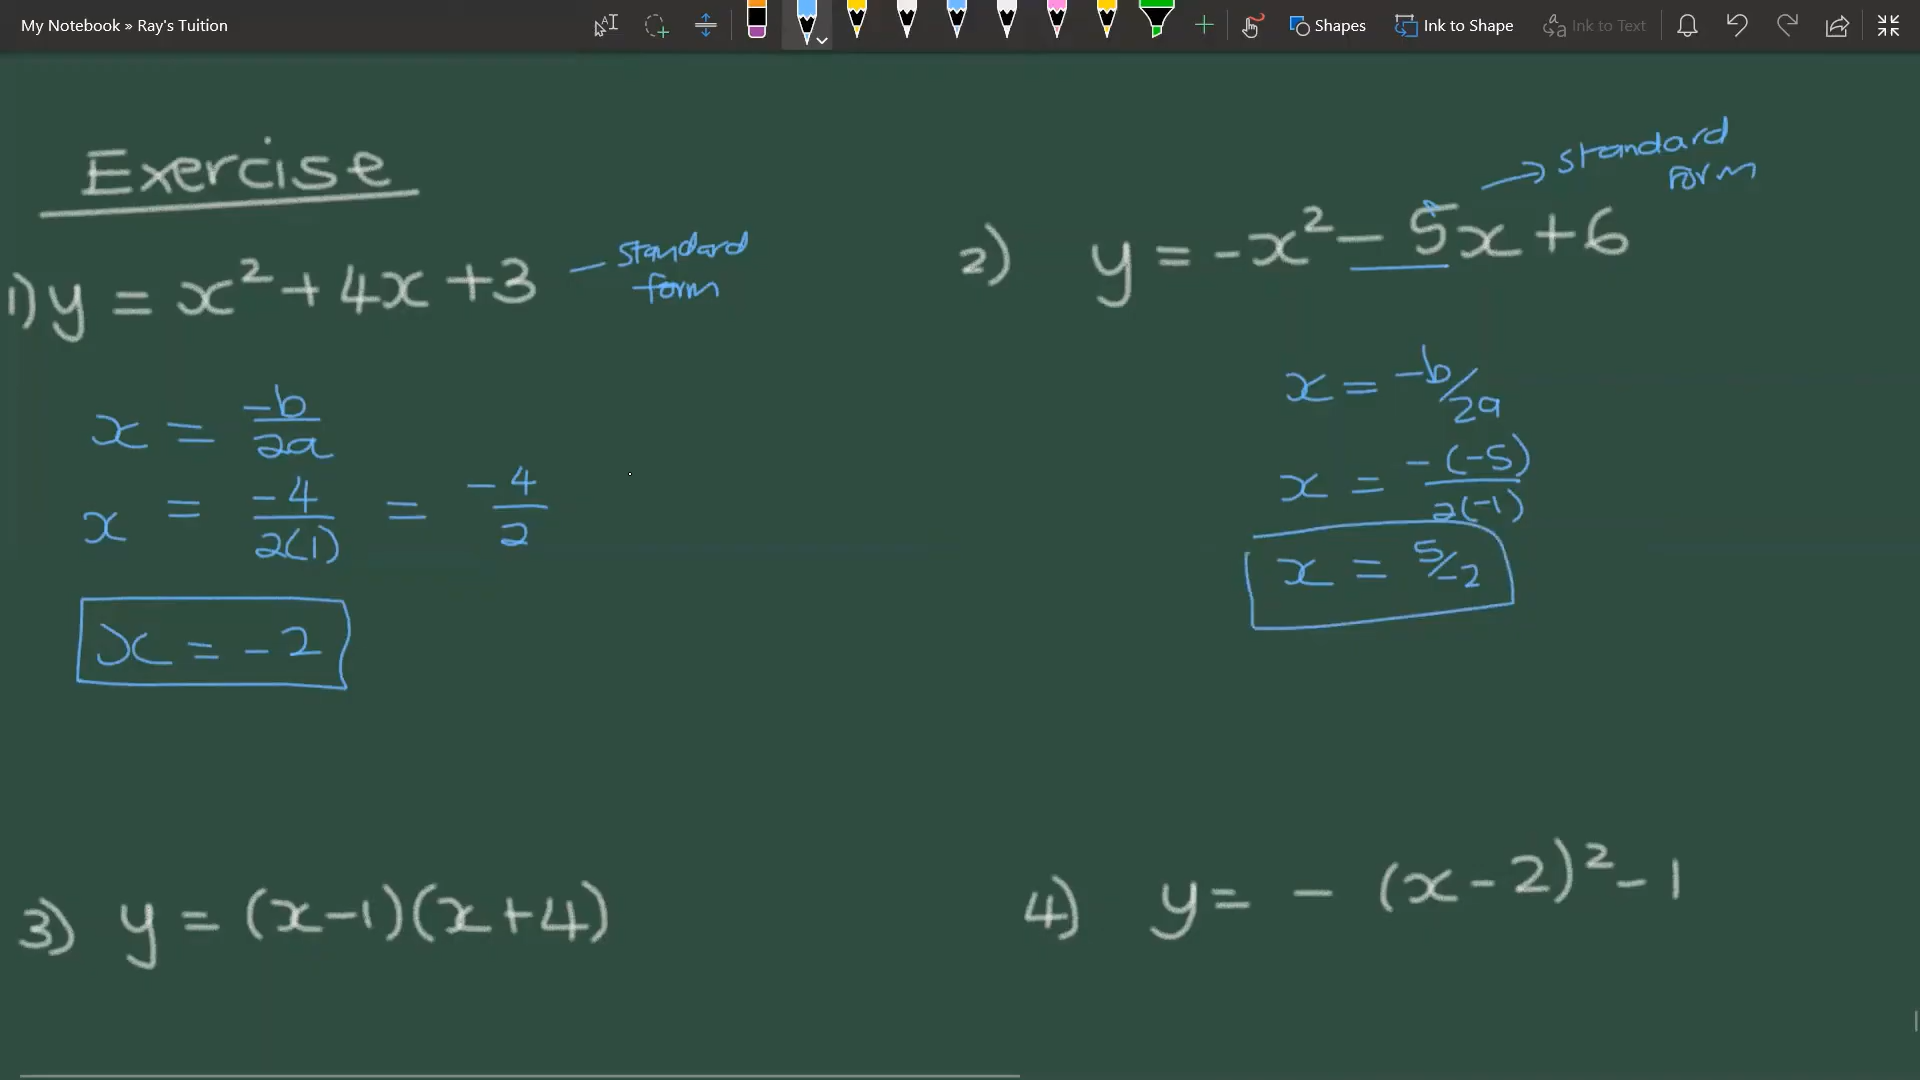 My Notebook » Ray's Tuition
Shapes
Ink to Shape
Ink to Text
Exercise
1) y = x² + 4x + 3 — standard form
x = -b/2a
x = -4/2(1) = -4/2
x = -2
2) y = -x² - 5x + 6 → standard form
x = -b/2a
x = -(-5)/2(-1)
x = 5/-2
3) y = (x-1)(x+4)
4) y = - (x-2)² - 1